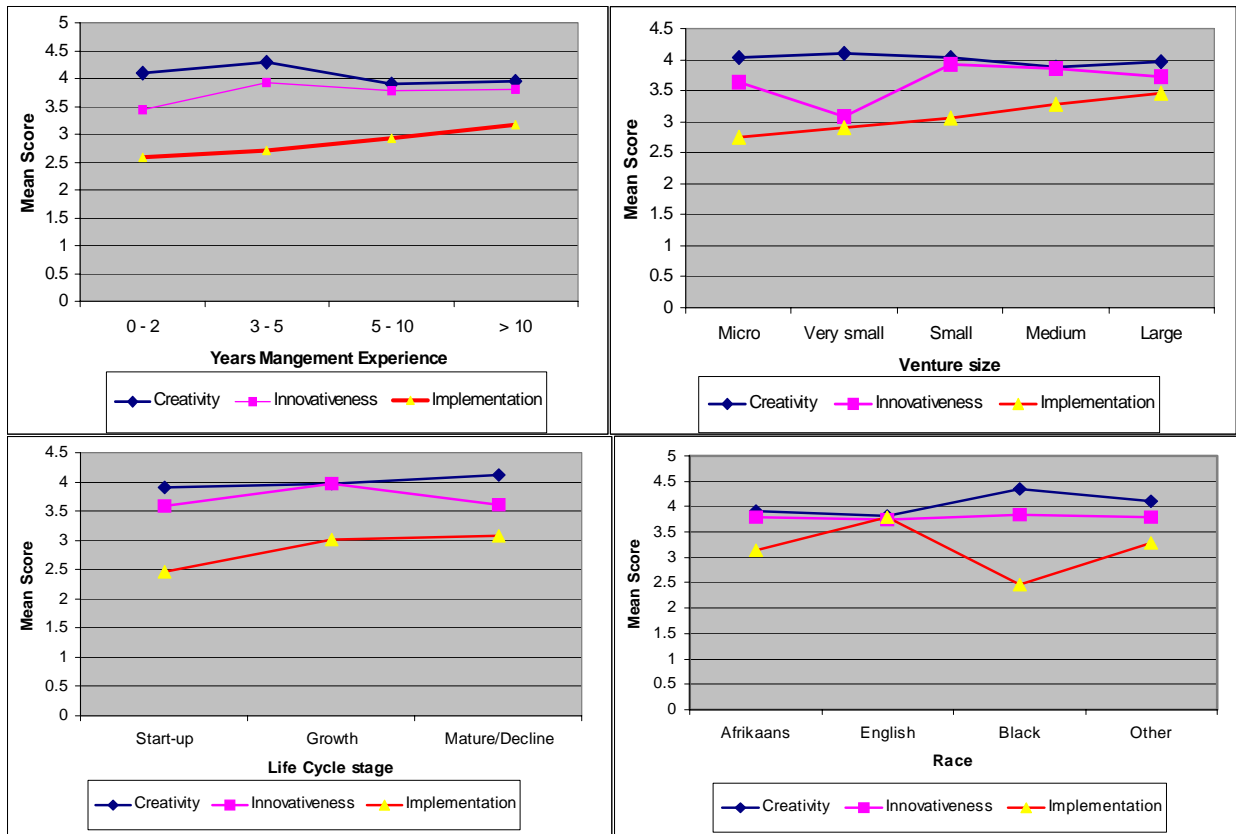 5
4.5
4
3.5
3
2.5
2
1.5
1
0.5
0
Mean Score
0 - 2 3 - 5 5 - 10 > 10
Years Mangement Experience
Creativity Innovativeness Implementation
4.5
4
3.5
3
2.5
2
1.5
1
0.5
0
Mean Score
Micro Very small Small Medium Large
Venture size
Creativity Innovativeness Implementation
4.5
4
3.5
3
2.5
2
1.5
1
0.5
0
Mean Score
Start-up Growth Mature/Decline
Life Cycle stage
Creativity Innovativeness Implementation
5
4.5
4
3.5
3
2.5
2
1.5
1
0.5
0
Mean Score
Afrikaans English Black Other
Race
Creativity Innovativeness Implementation